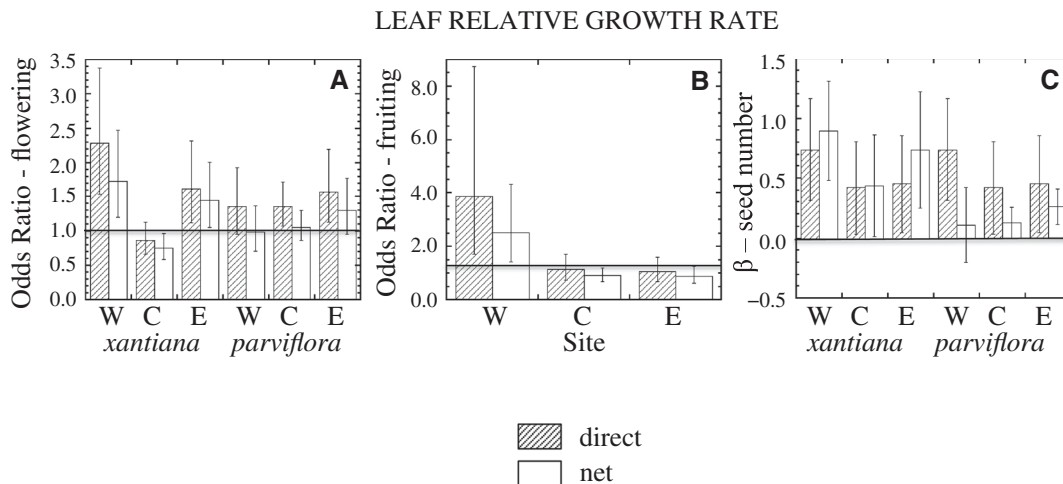 LEAF RELATIVE GROWTH RATE
Odds Ratio - flowering
3.5
3.0
2.5
2.0
1.5
1.0
0.5
0.0
A
W C E W C E
xantiana parviflora
Odds Ratio - fruiting
8.0
6.0
4.0
2.0
0.0
B
W C E
Site
β – seed number
1.5
1.0
0.5
0.0
–0.5
C
W C E W C E
xantiana parviflora
direct
net